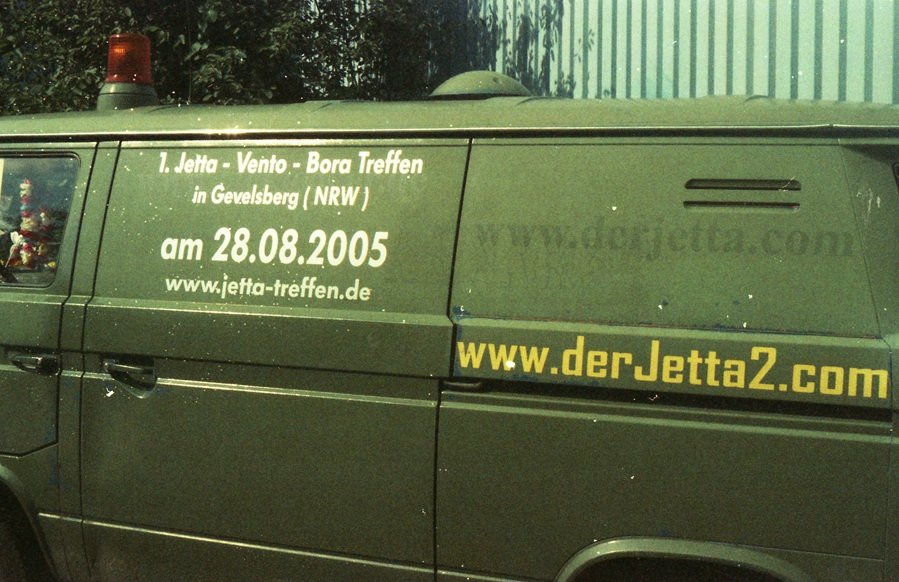 1. Jetta - Vento - Bora Treffen
in Gevelsberg ( NRW )
am 28.08.2005
www.jetta-treffen.de
www.derjetta.com
www.derJetta2.com